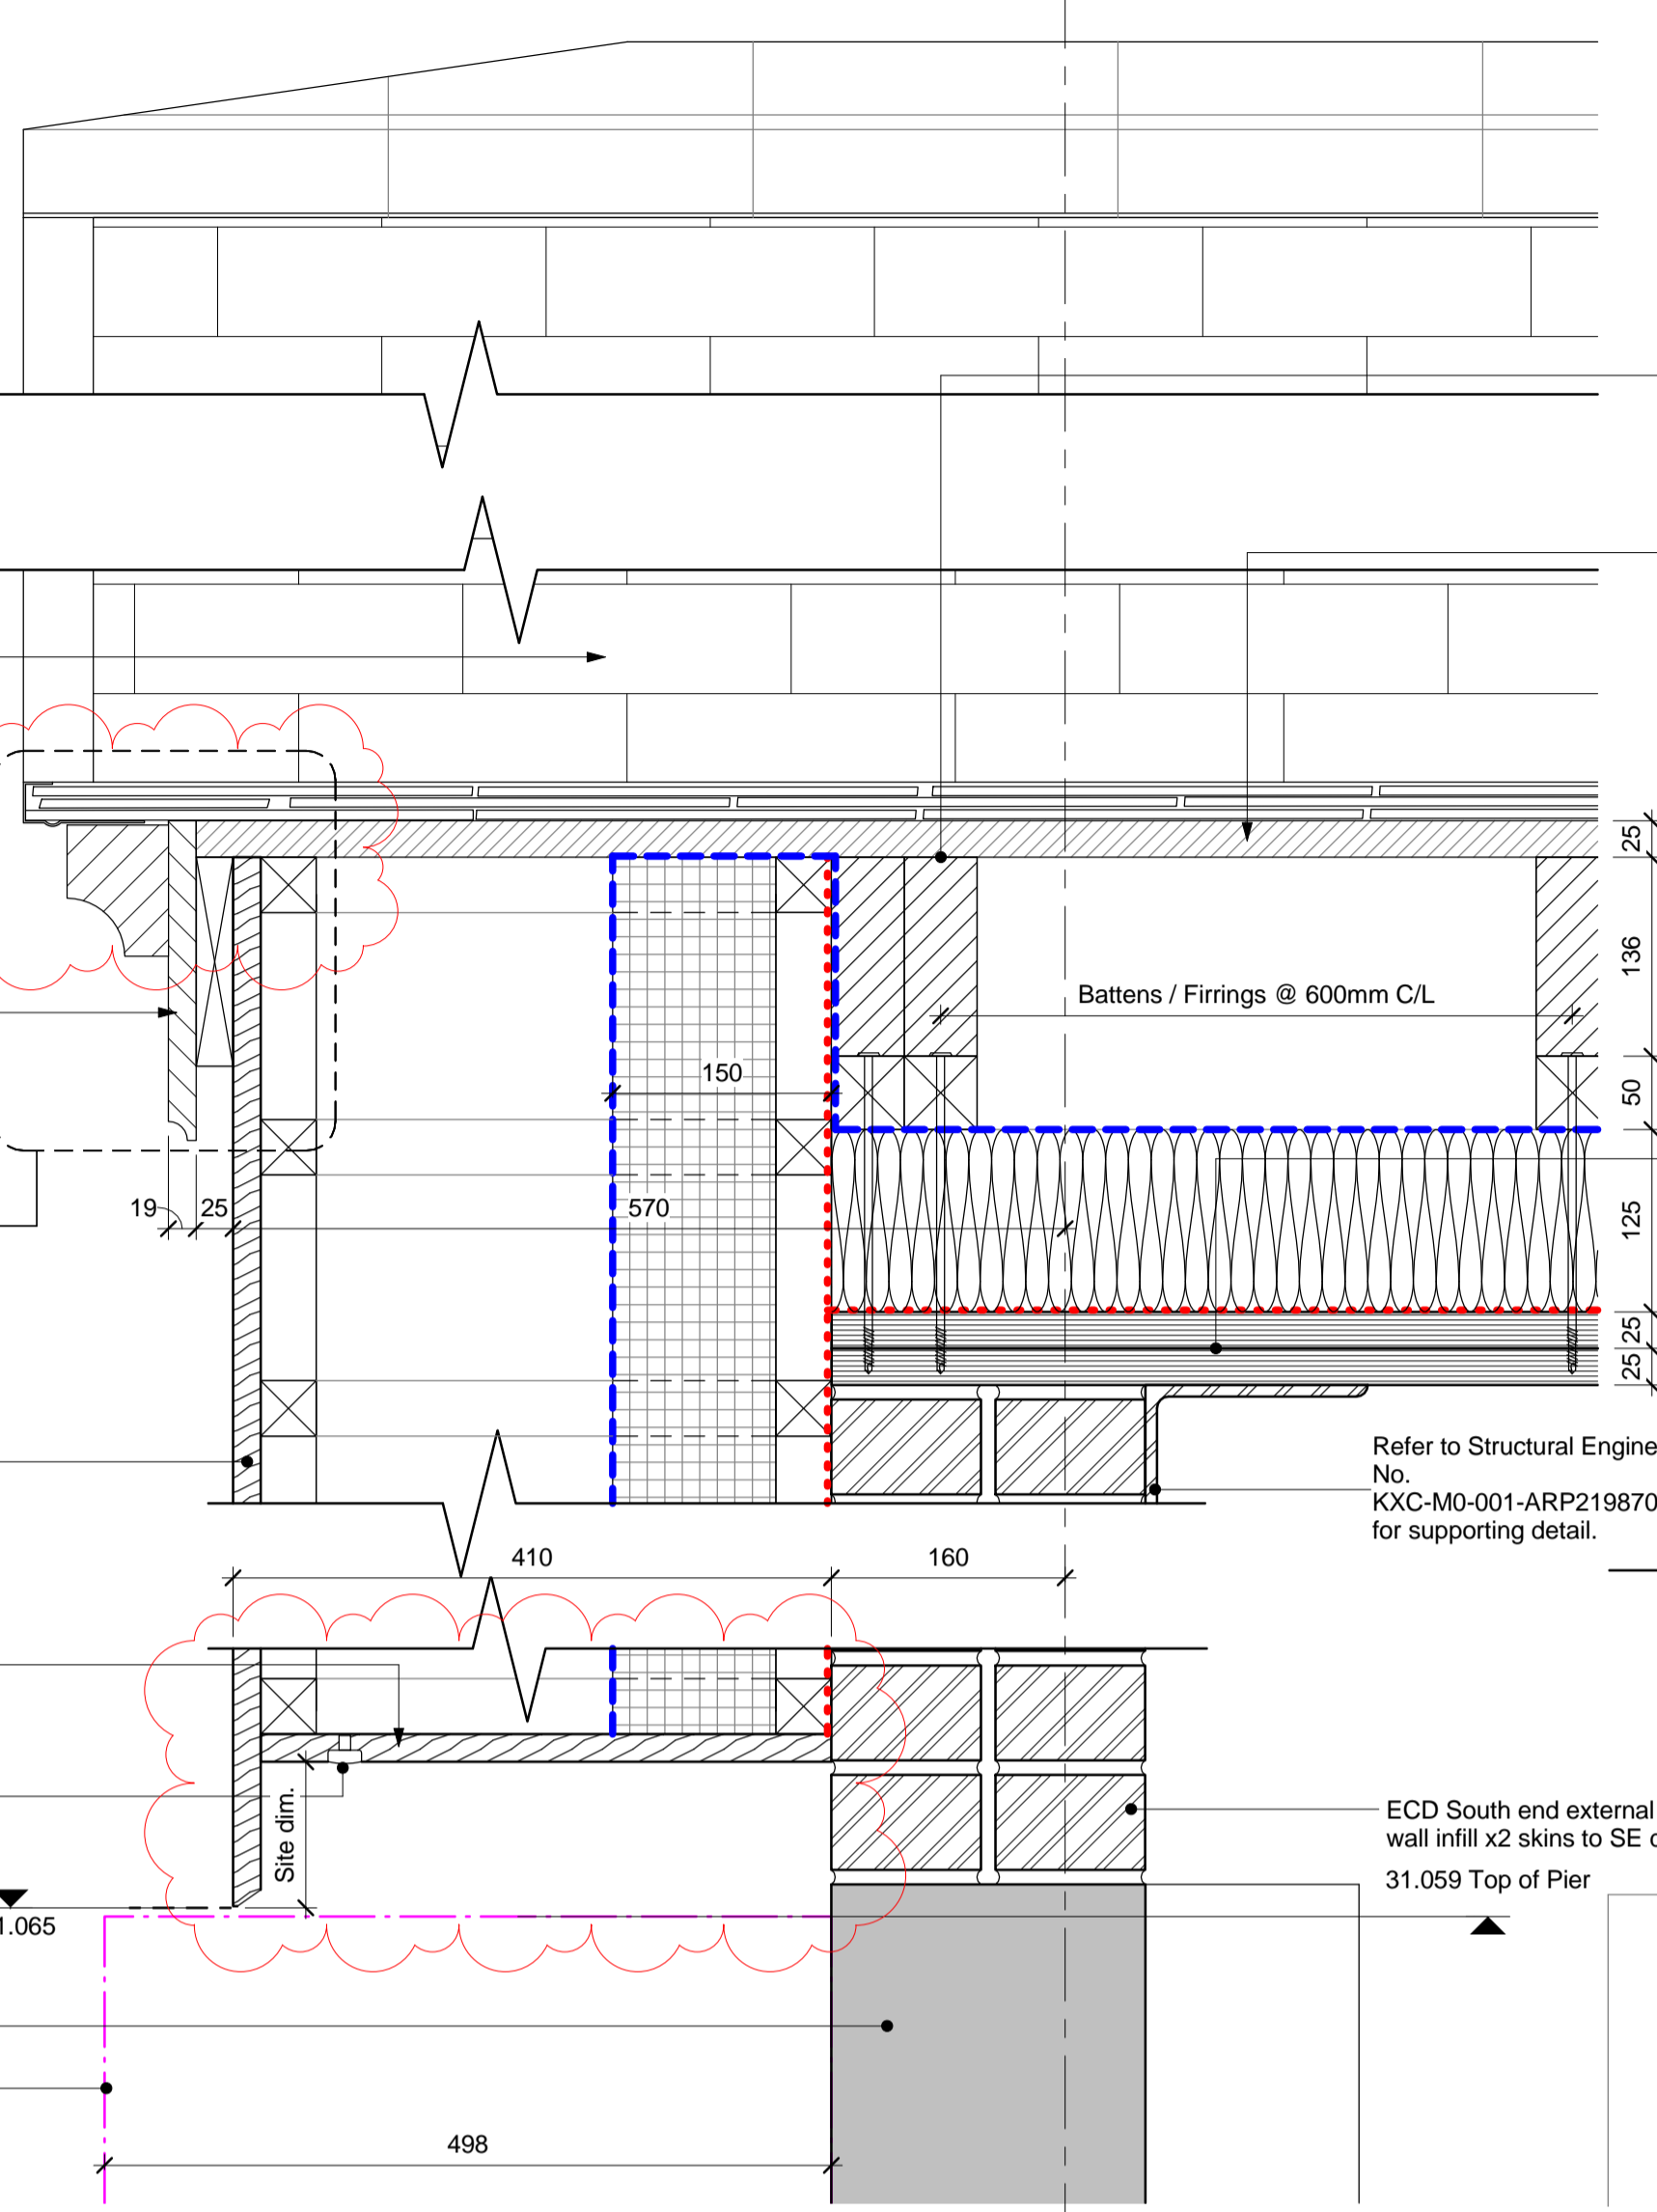 25
136
Battens / Firrings @ 600mm C/L
150
50
19
25
570
125
25
25
Refer to Structural Engine
No.
KXC-M0-001-ARP219870
for supporting detail.
410
160
Site dim.
ECD South end external
wall infill x2 skins to SE
31.059 Top of Pier
1.065
498